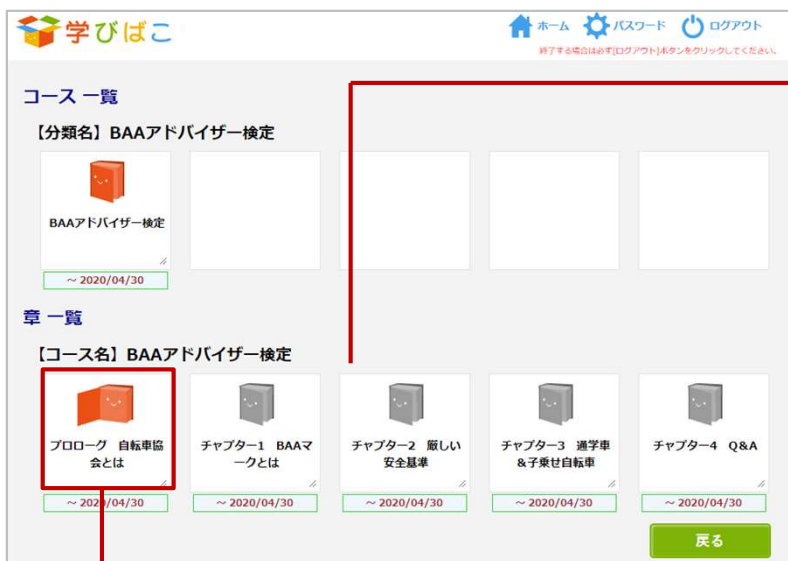 学びばこ
ホーム パスワード ログアウト
終了する場合は必ず[ログアウト]ボタンをクリックしてください。
コース 一覧
【分類名】BAAアドバイザー検定
BAAアドバイザー検定
～ 2020/04/30
章 一覧
【コース名】BAAアドバイザー検定
プロローグ 自転車協
会とは
チャプター1 BAAマ
ークとは
チャプター2 厳しい
安全基準
チャプター3 通学車
&子乗せ自転車
チャプター4 Q&A
～ 2020/04/30
～ 2020/04/30
～ 2020/04/30
～ 2020/04/30
～ 2020/04/30
戻る